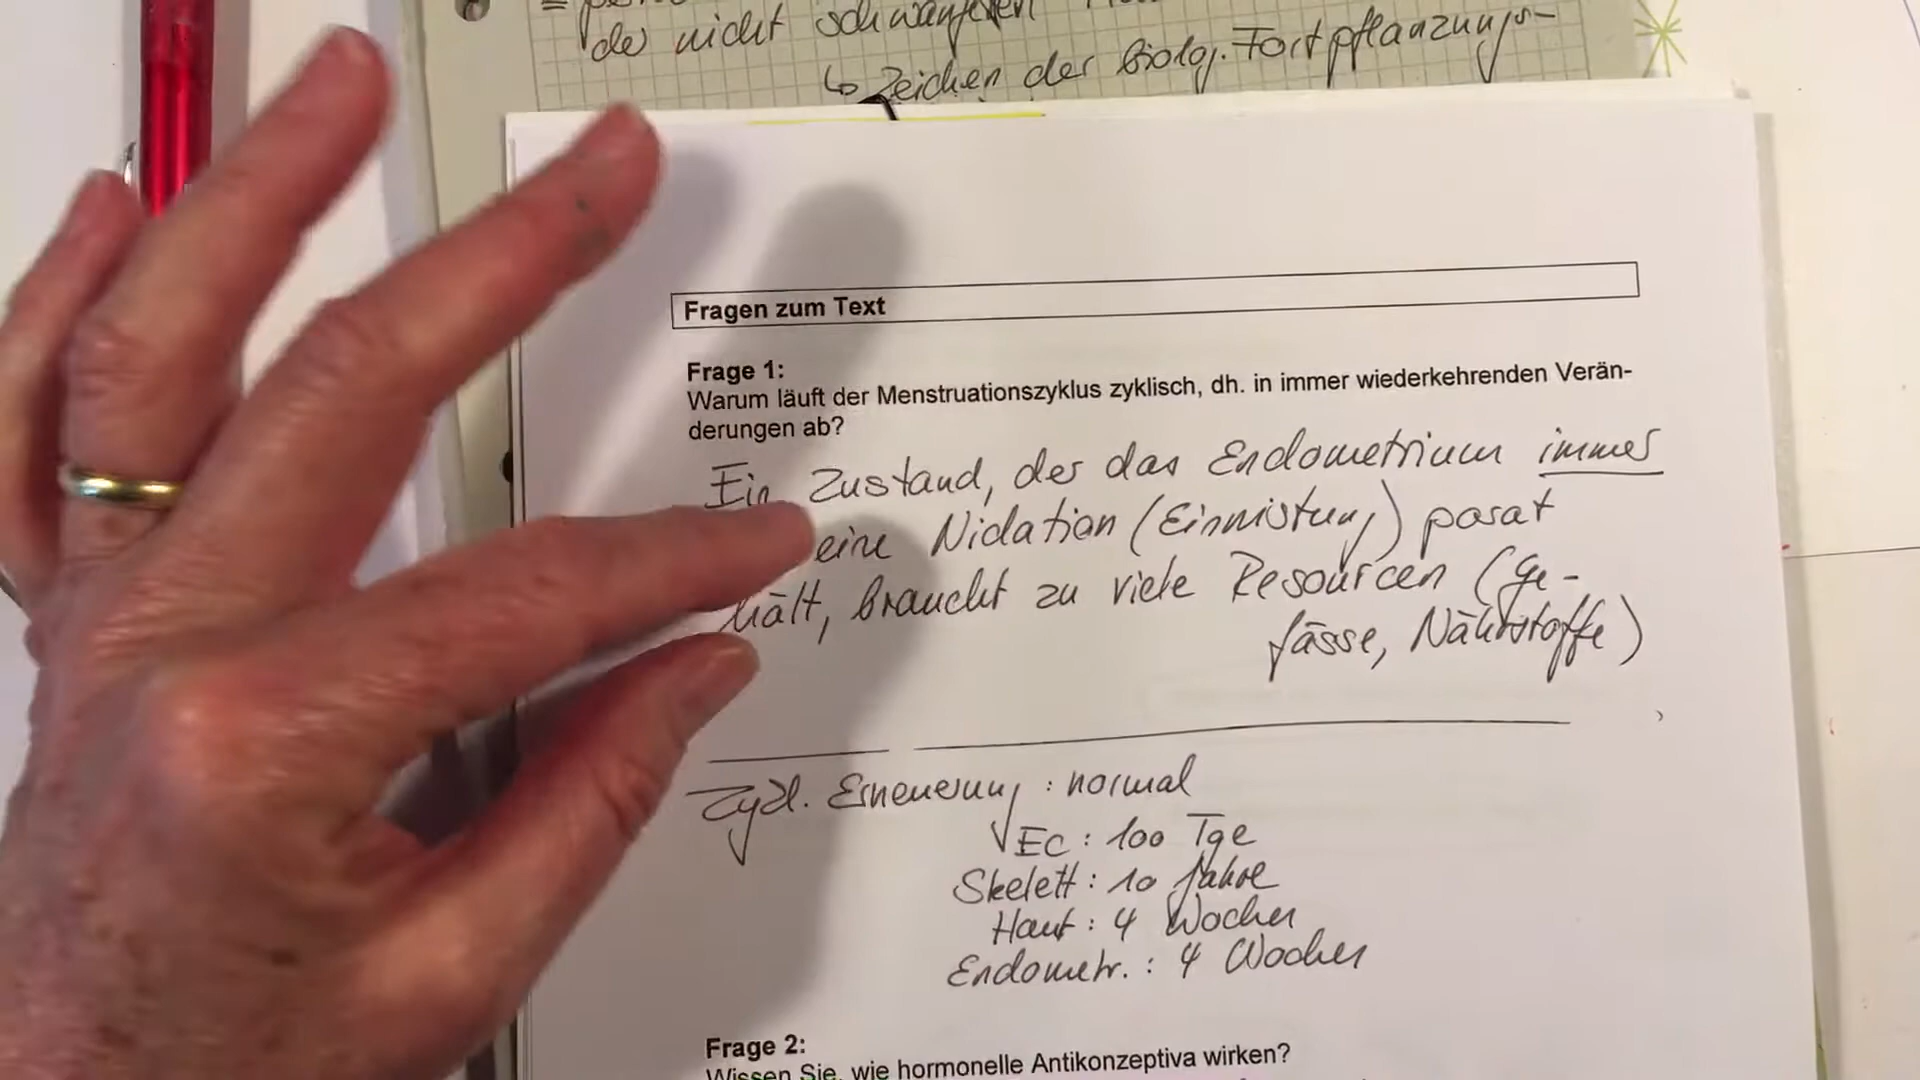 der nicht schwangeren
↳ Zeichen der biolog. Fortpflanzungs-
Fragen zum Text
Frage 1:
Warum läuft der Menstruationszyklus zyklisch, dh. in immer wiederkehrenden Verän-
derungen ab?
Ein Zustand, der das Endometrium immer
eine Nidation (Einnistung) parat
hält, braucht zu viele Resourcen (Ge-
fässe, Nährstoffe)
Zykl. Erneuerung : normal
EC : 100 Tge
Skelett : 10 Jahre
Haut : 4 Wochen
Endometr. : 4 Wochen
Frage 2:
Wissen Sie, wie hormonelle Antikonzeptiva wirken?